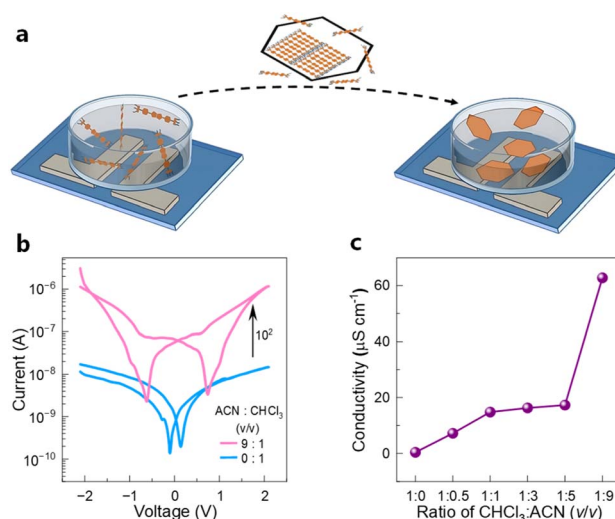 a
b
Current (A)
10⁻⁶
10⁻⁷
10⁻⁸
10⁻⁹
10⁻¹⁰
10²
ACN : CHCl₃
(v/v)
9 : 1
0 : 1
−2 −1 0 1 2
Voltage (V)
c
Conductivity (μS cm⁻¹)
60
40
20
0
1:0 1:0.5 1:1 1:3 1:5 1:9
Ratio of CHCl₃:ACN (v/v)